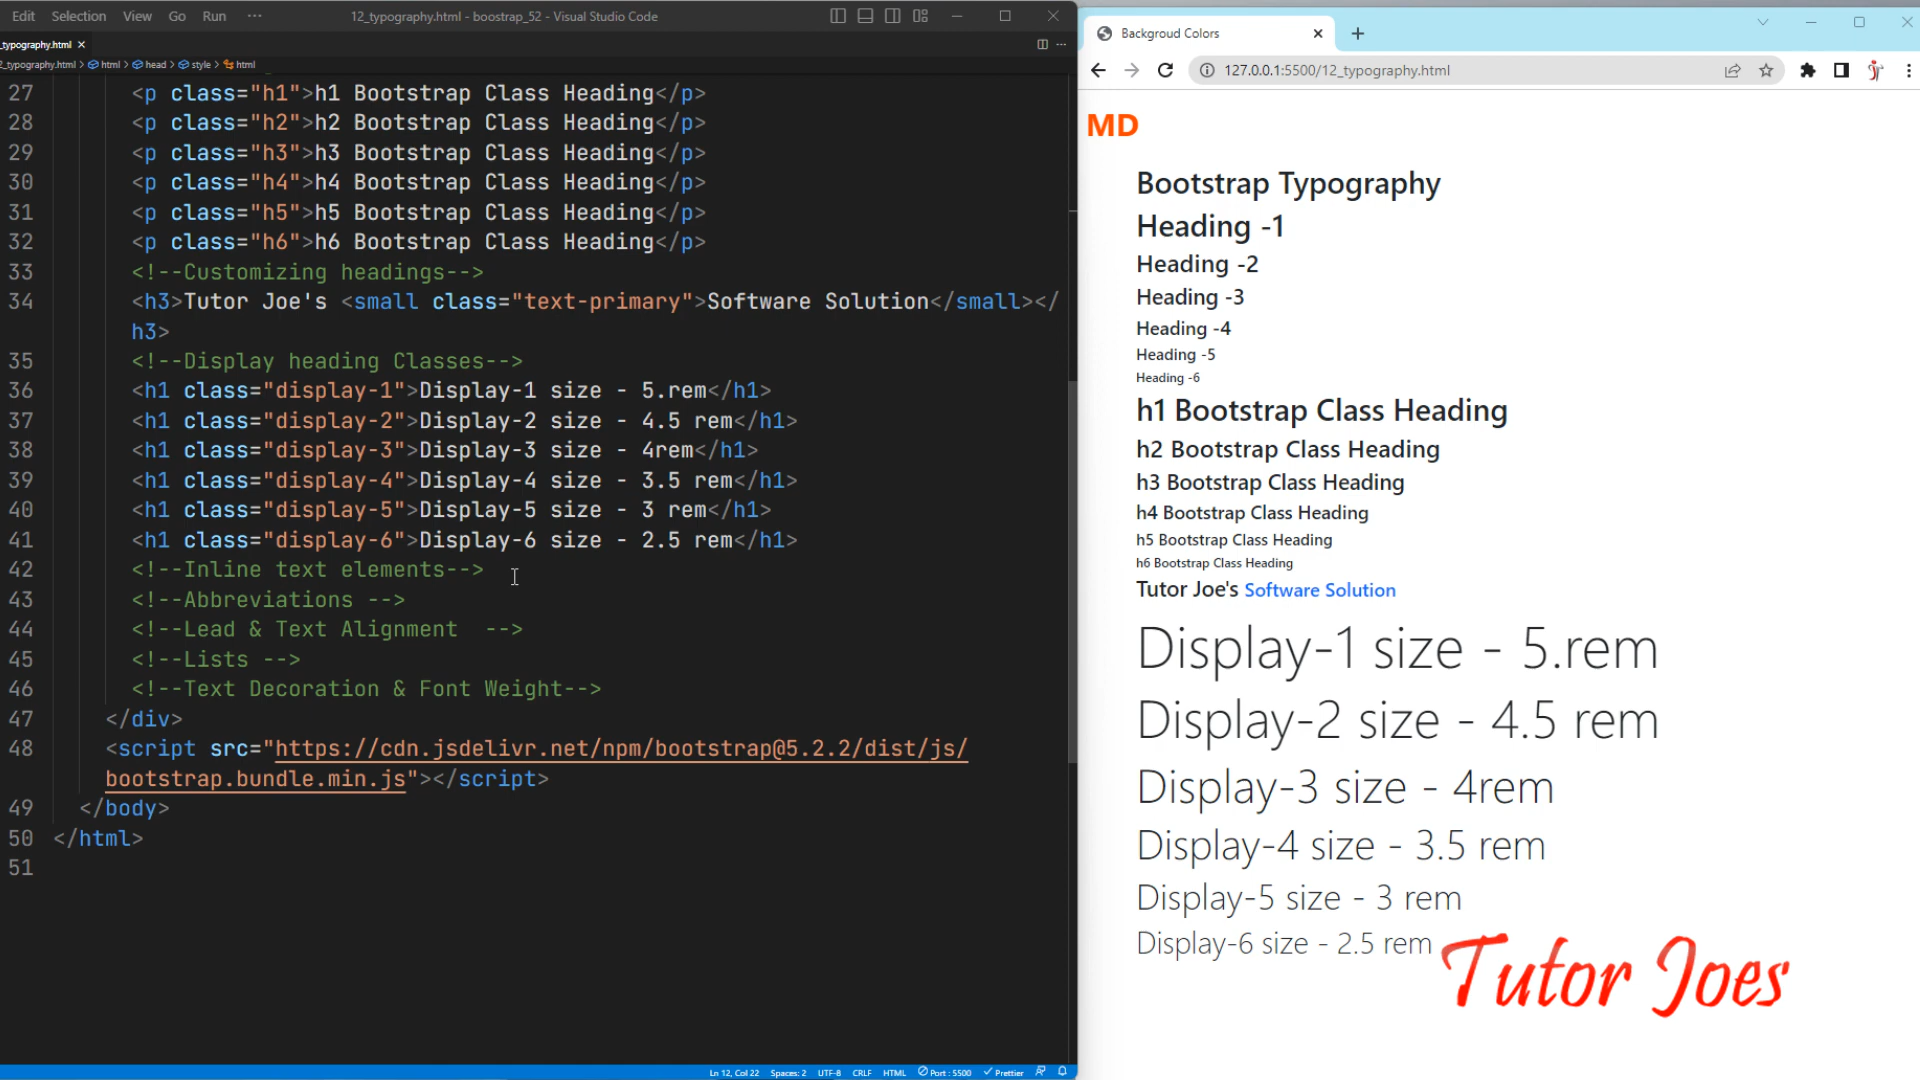 Edit Selection View Go Run ··· 12_typography.html - boostrap_52 - Visual Studio Code
_typography.html ×
2_typography.html > html > head > style > html
27 <p class="h1">h1 Bootstrap Class Heading</p>
28 <p class="h2">h2 Bootstrap Class Heading</p>
29 <p class="h3">h3 Bootstrap Class Heading</p>
30 <p class="h4">h4 Bootstrap Class Heading</p>
31 <p class="h5">h5 Bootstrap Class Heading</p>
32 <p class="h6">h6 Bootstrap Class Heading</p>
33 <!--Customizing headings-->
34 <h3>Tutor Joe's <small class="text-primary">Software Solution</small></
h3>
35 <!--Display heading Classes-->
36 <h1 class="display-1">Display-1 size - 5.rem</h1>
37 <h1 class="display-2">Display-2 size - 4.5 rem</h1>
38 <h1 class="display-3">Display-3 size - 4rem</h1>
39 <h1 class="display-4">Display-4 size - 3.5 rem</h1>
40 <h1 class="display-5">Display-5 size - 3 rem</h1>
41 <h1 class="display-6">Display-6 size - 2.5 rem</h1>
42 <!--Inline text elements-->
43 <!--Abbreviations -->
44 <!--Lead & Text Alignment  -->
45 <!--Lists -->
46 <!--Text Decoration & Font Weight-->
47 </div>
48 <script src="https://cdn.jsdelivr.net/npm/bootstrap@5.2.2/dist/js/
bootstrap.bundle.min.js"></script>
49 </body>
50 </html>
51
Ln 12, Col 22 Spaces: 2 UTF-8 CRLF HTML Port : 5500 Prettier
Backgroud Colors
127.0.0.1:5500/12_typography.html
MD
Bootstrap Typography
Heading -1
Heading -2
Heading -3
Heading -4
Heading -5
Heading -6
h1 Bootstrap Class Heading
h2 Bootstrap Class Heading
h3 Bootstrap Class Heading
h4 Bootstrap Class Heading
h5 Bootstrap Class Heading
h6 Bootstrap Class Heading
Tutor Joe's Software Solution
Display-1 size - 5.rem
Display-2 size - 4.5 rem
Display-3 size - 4rem
Display-4 size - 3.5 rem
Display-5 size - 3 rem
Display-6 size - 2.5 rem
Tutor Joes